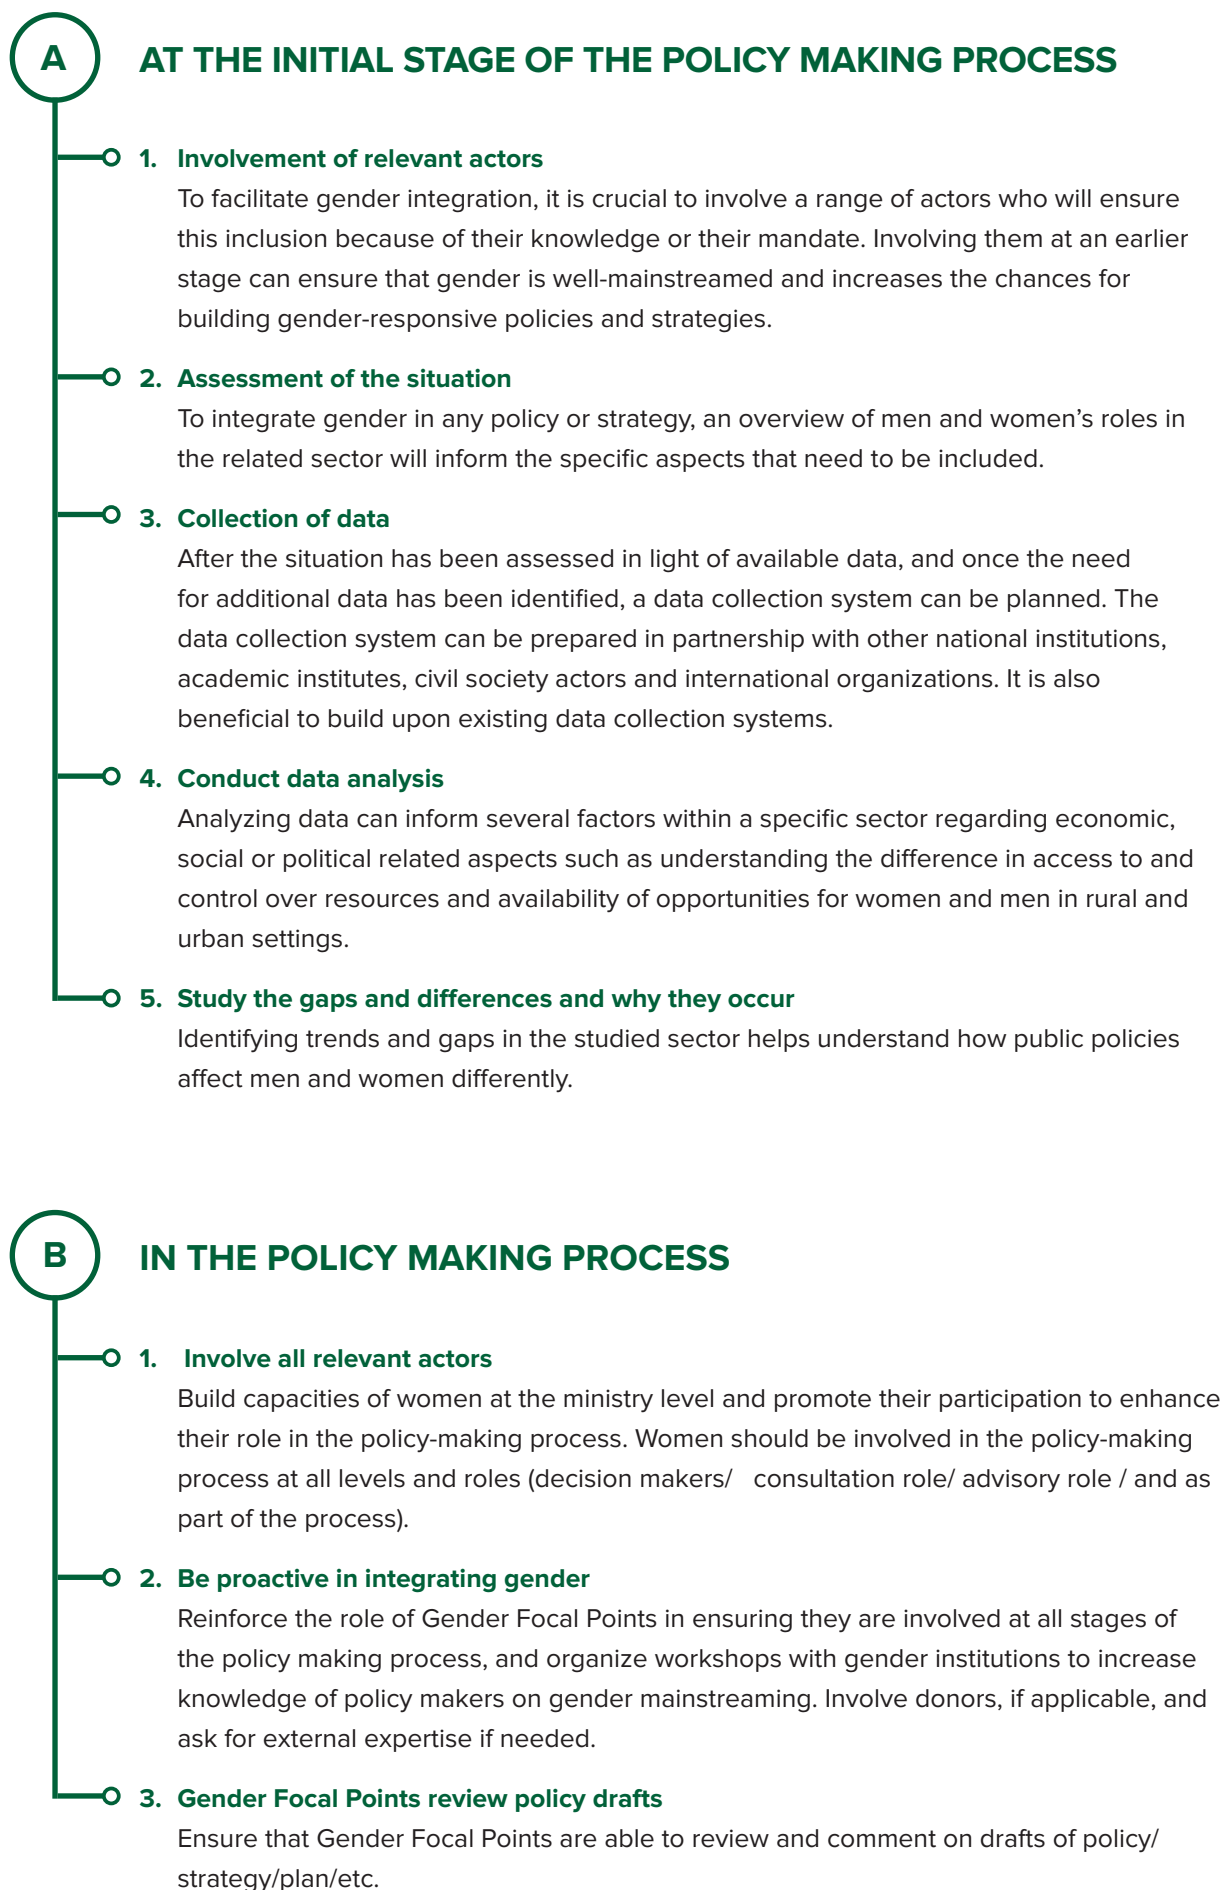 A
AT THE INITIAL STAGE OF THE POLICY MAKING PROCESS
1. Involvement of relevant actors
To facilitate gender integration, it is crucial to involve a range of actors who will ensure
this inclusion because of their knowledge or their mandate. Involving them at an earlier
stage can ensure that gender is well-mainstreamed and increases the chances for
building gender-responsive policies and strategies.
2. Assessment of the situation
To integrate gender in any policy or strategy, an overview of men and women’s roles in
the related sector will inform the specific aspects that need to be included.
3. Collection of data
After the situation has been assessed in light of available data, and once the need
for additional data has been identified, a data collection system can be planned. The
data collection system can be prepared in partnership with other national institutions,
academic institutes, civil society actors and international organizations. It is also
beneficial to build upon existing data collection systems.
4. Conduct data analysis
Analyzing data can inform several factors within a specific sector regarding economic,
social or political related aspects such as understanding the difference in access to and
control over resources and availability of opportunities for women and men in rural and
urban settings.
5. Study the gaps and differences and why they occur
Identifying trends and gaps in the studied sector helps understand how public policies
affect men and women differently.
B
IN THE POLICY MAKING PROCESS
1. Involve all relevant actors
Build capacities of women at the ministry level and promote their participation to enhance
their role in the policy-making process. Women should be involved in the policy-making
process at all levels and roles (decision makers/ consultation role/ advisory role / and as
part of the process).
2. Be proactive in integrating gender
Reinforce the role of Gender Focal Points in ensuring they are involved at all stages of
the policy making process, and organize workshops with gender institutions to increase
knowledge of policy makers on gender mainstreaming. Involve donors, if applicable, and
ask for external expertise if needed.
3. Gender Focal Points review policy drafts
Ensure that Gender Focal Points are able to review and comment on drafts of policy/
strategy/plan/etc.